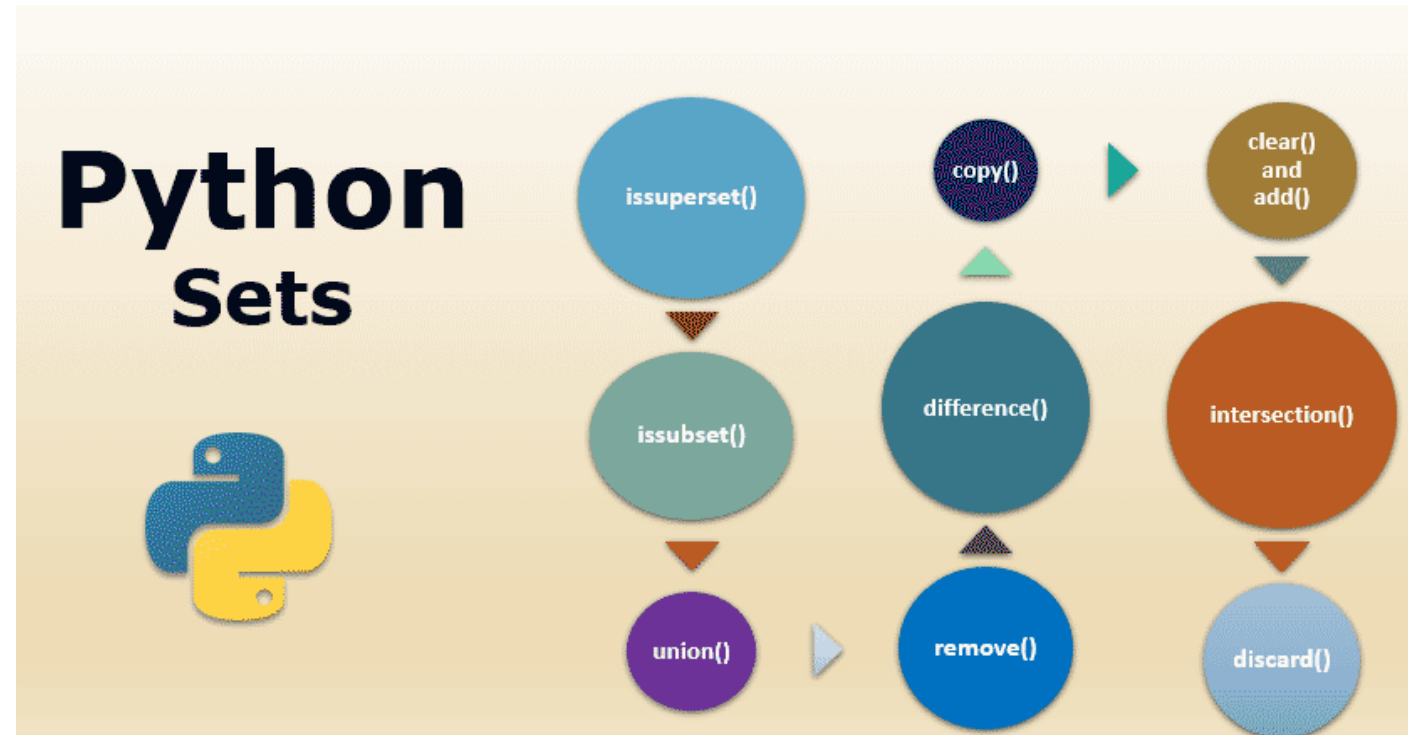 Python
Sets
issuperset()
issubset()
union()
remove()
difference()
copy()
clear()
and
add()
intersection()
discard()